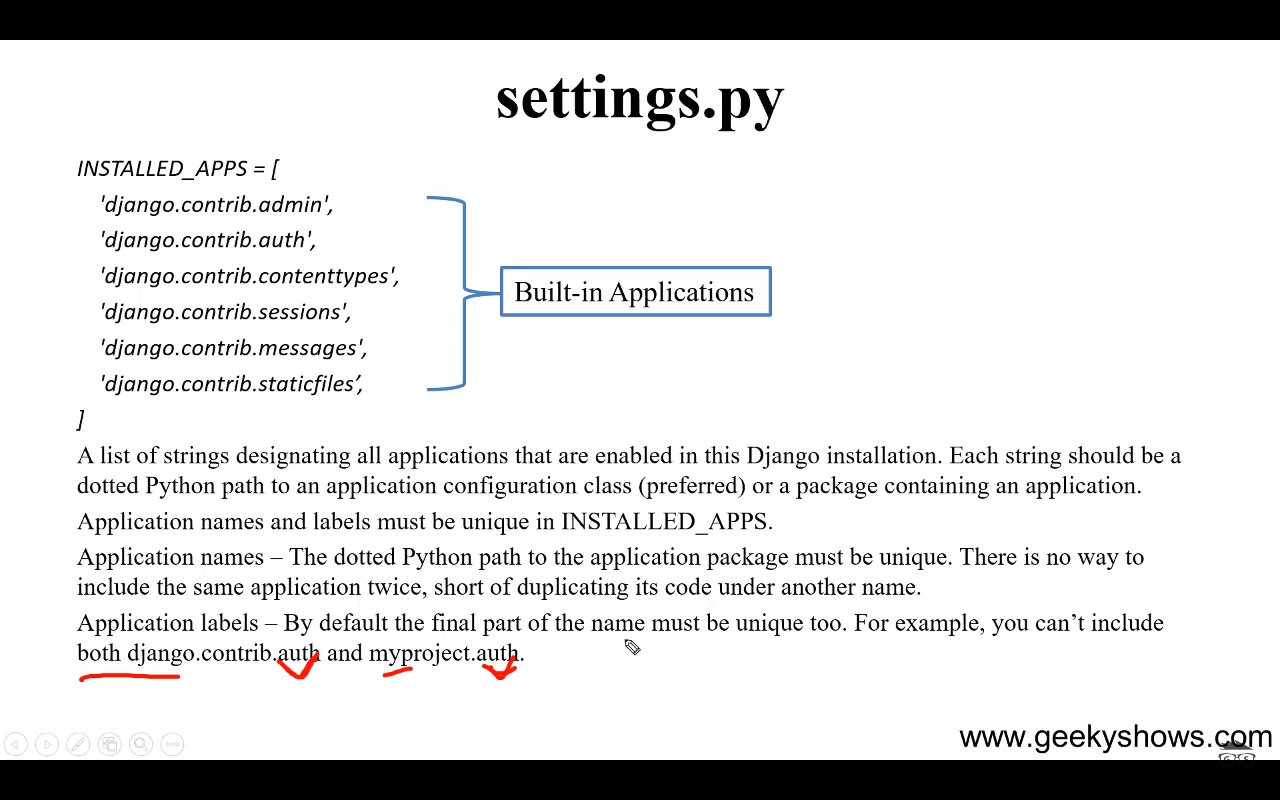 settings.py
INSTALLED_APPS = [
'django.contrib.admin',
'django.contrib.auth',
'django.contrib.contenttypes',
'django.contrib.sessions',
'django.contrib.messages',
'django.contrib.staticfiles’,
]
Built-in Applications
A list of strings designating all applications that are enabled in this Django installation. Each string should be a
dotted Python path to an application configuration class (preferred) or a package containing an application.
Application names and labels must be unique in INSTALLED_APPS.
Application names – The dotted Python path to the application package must be unique. There is no way to
include the same application twice, short of duplicating its code under another name.
Application labels – By default the final part of the name must be unique too. For example, you can’t include
both django.contrib.auth and myproject.auth.
www.geekyshows.com
G S